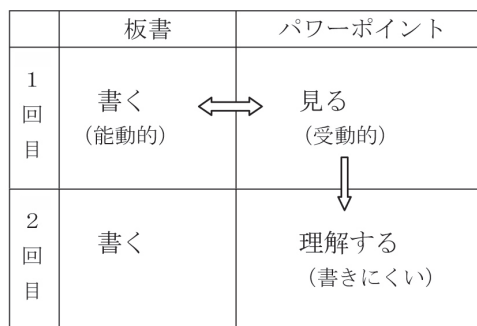 板書 パワーポイント
1回目
書く 見る
(能動的) (受動的)
2回目
書く 理解する
(書きにくい)